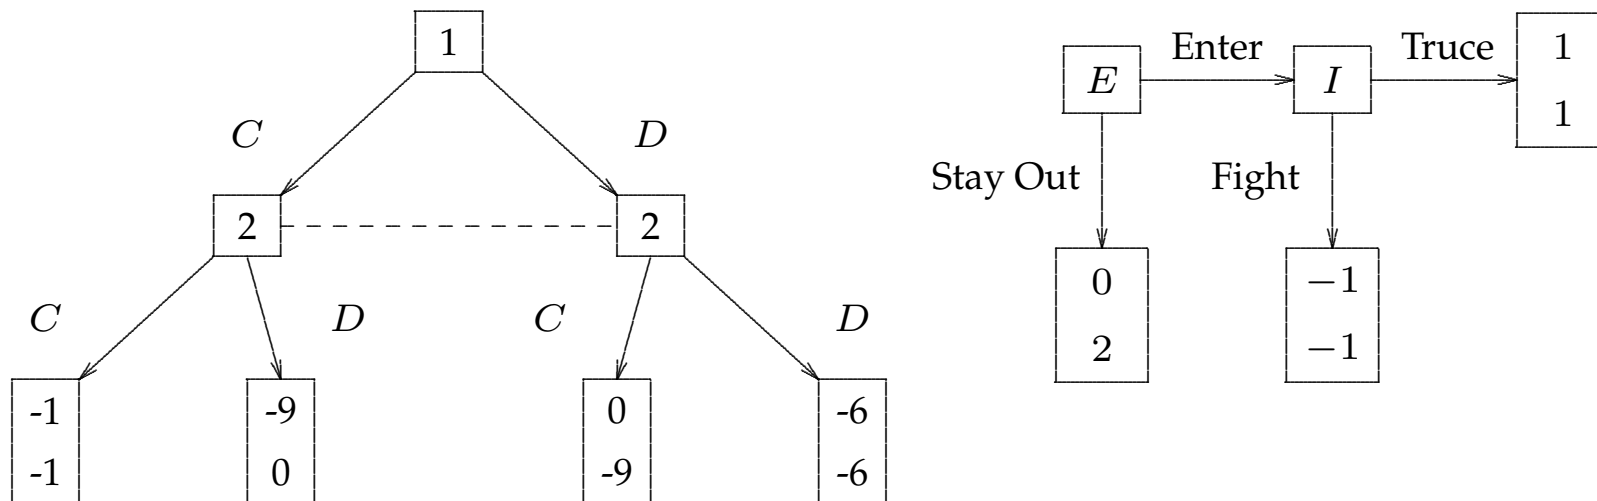 1
C D
2 2
C D C D
-1 -9 0 -6
-1 0 -9 -6
E Enter I Truce 1
1
Stay Out Fight
0 −1
2 −1